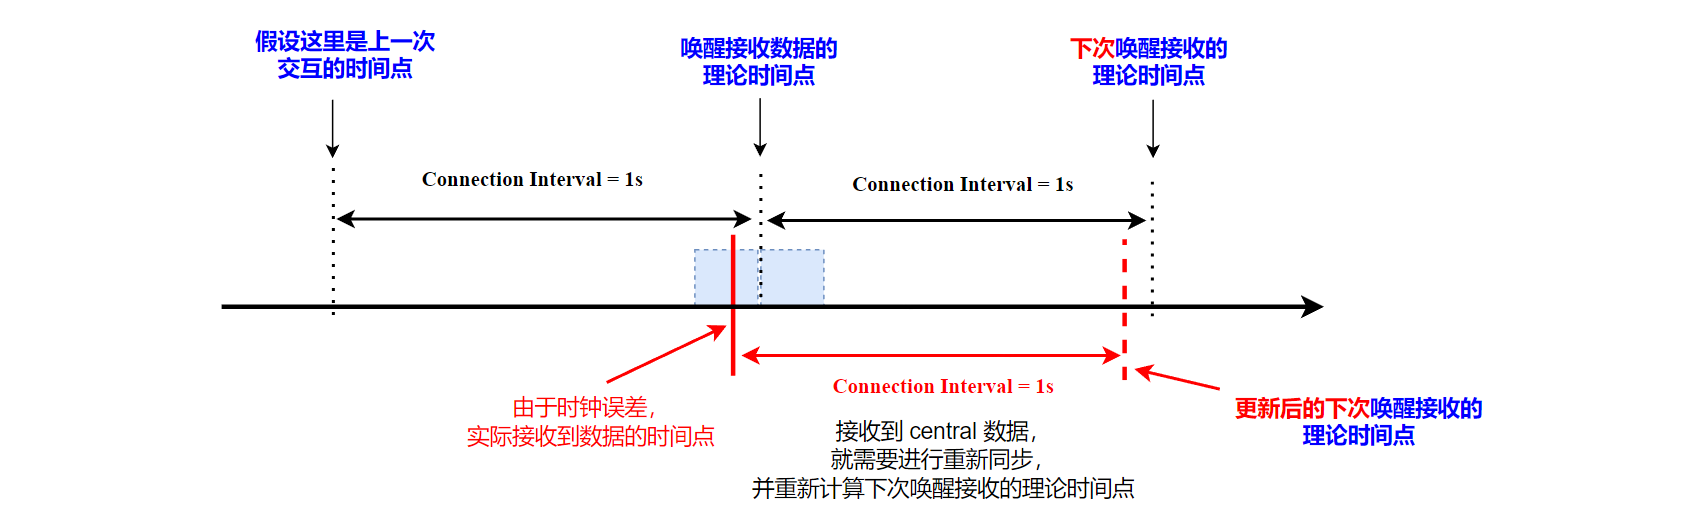 假设这里是上一次
交互的时间点
唤醒接收数据的
理论时间点
下次唤醒接收的
理论时间点
Connection Interval = 1s
Connection Interval = 1s
Connection Interval = 1s
由于时钟误差，
实际接收到数据的时间点
接收到 central 数据，
就需要进行重新同步，
并重新计算下次唤醒接收的理论时间点
更新后的下次唤醒接收的
理论时间点